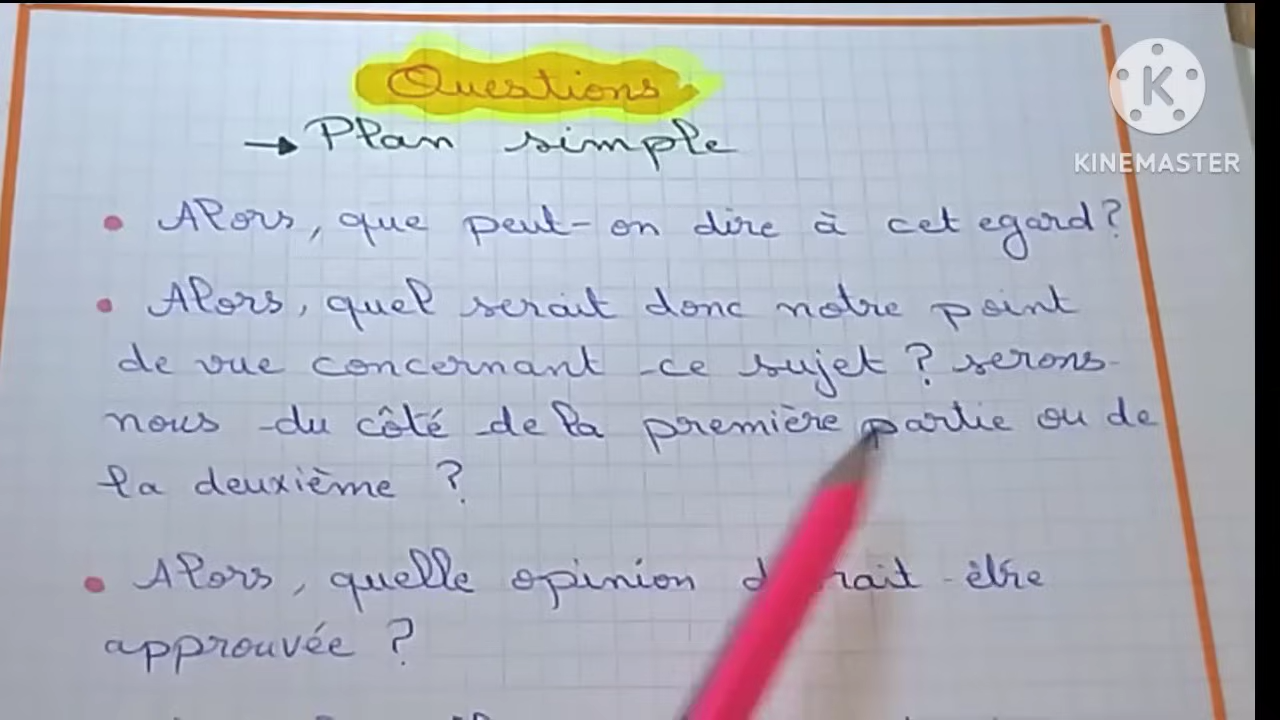 Questions
→ Plan simple
• Alors, que peut-on dire à cet egard ?
• Alors, quel serait donc notre point
de vue concernant ce sujet ? serons-
nous du côté de la première partie ou de
la deuxième ?
• Alors, quelle opinion être
approuvée ?
K
KINEMASTER